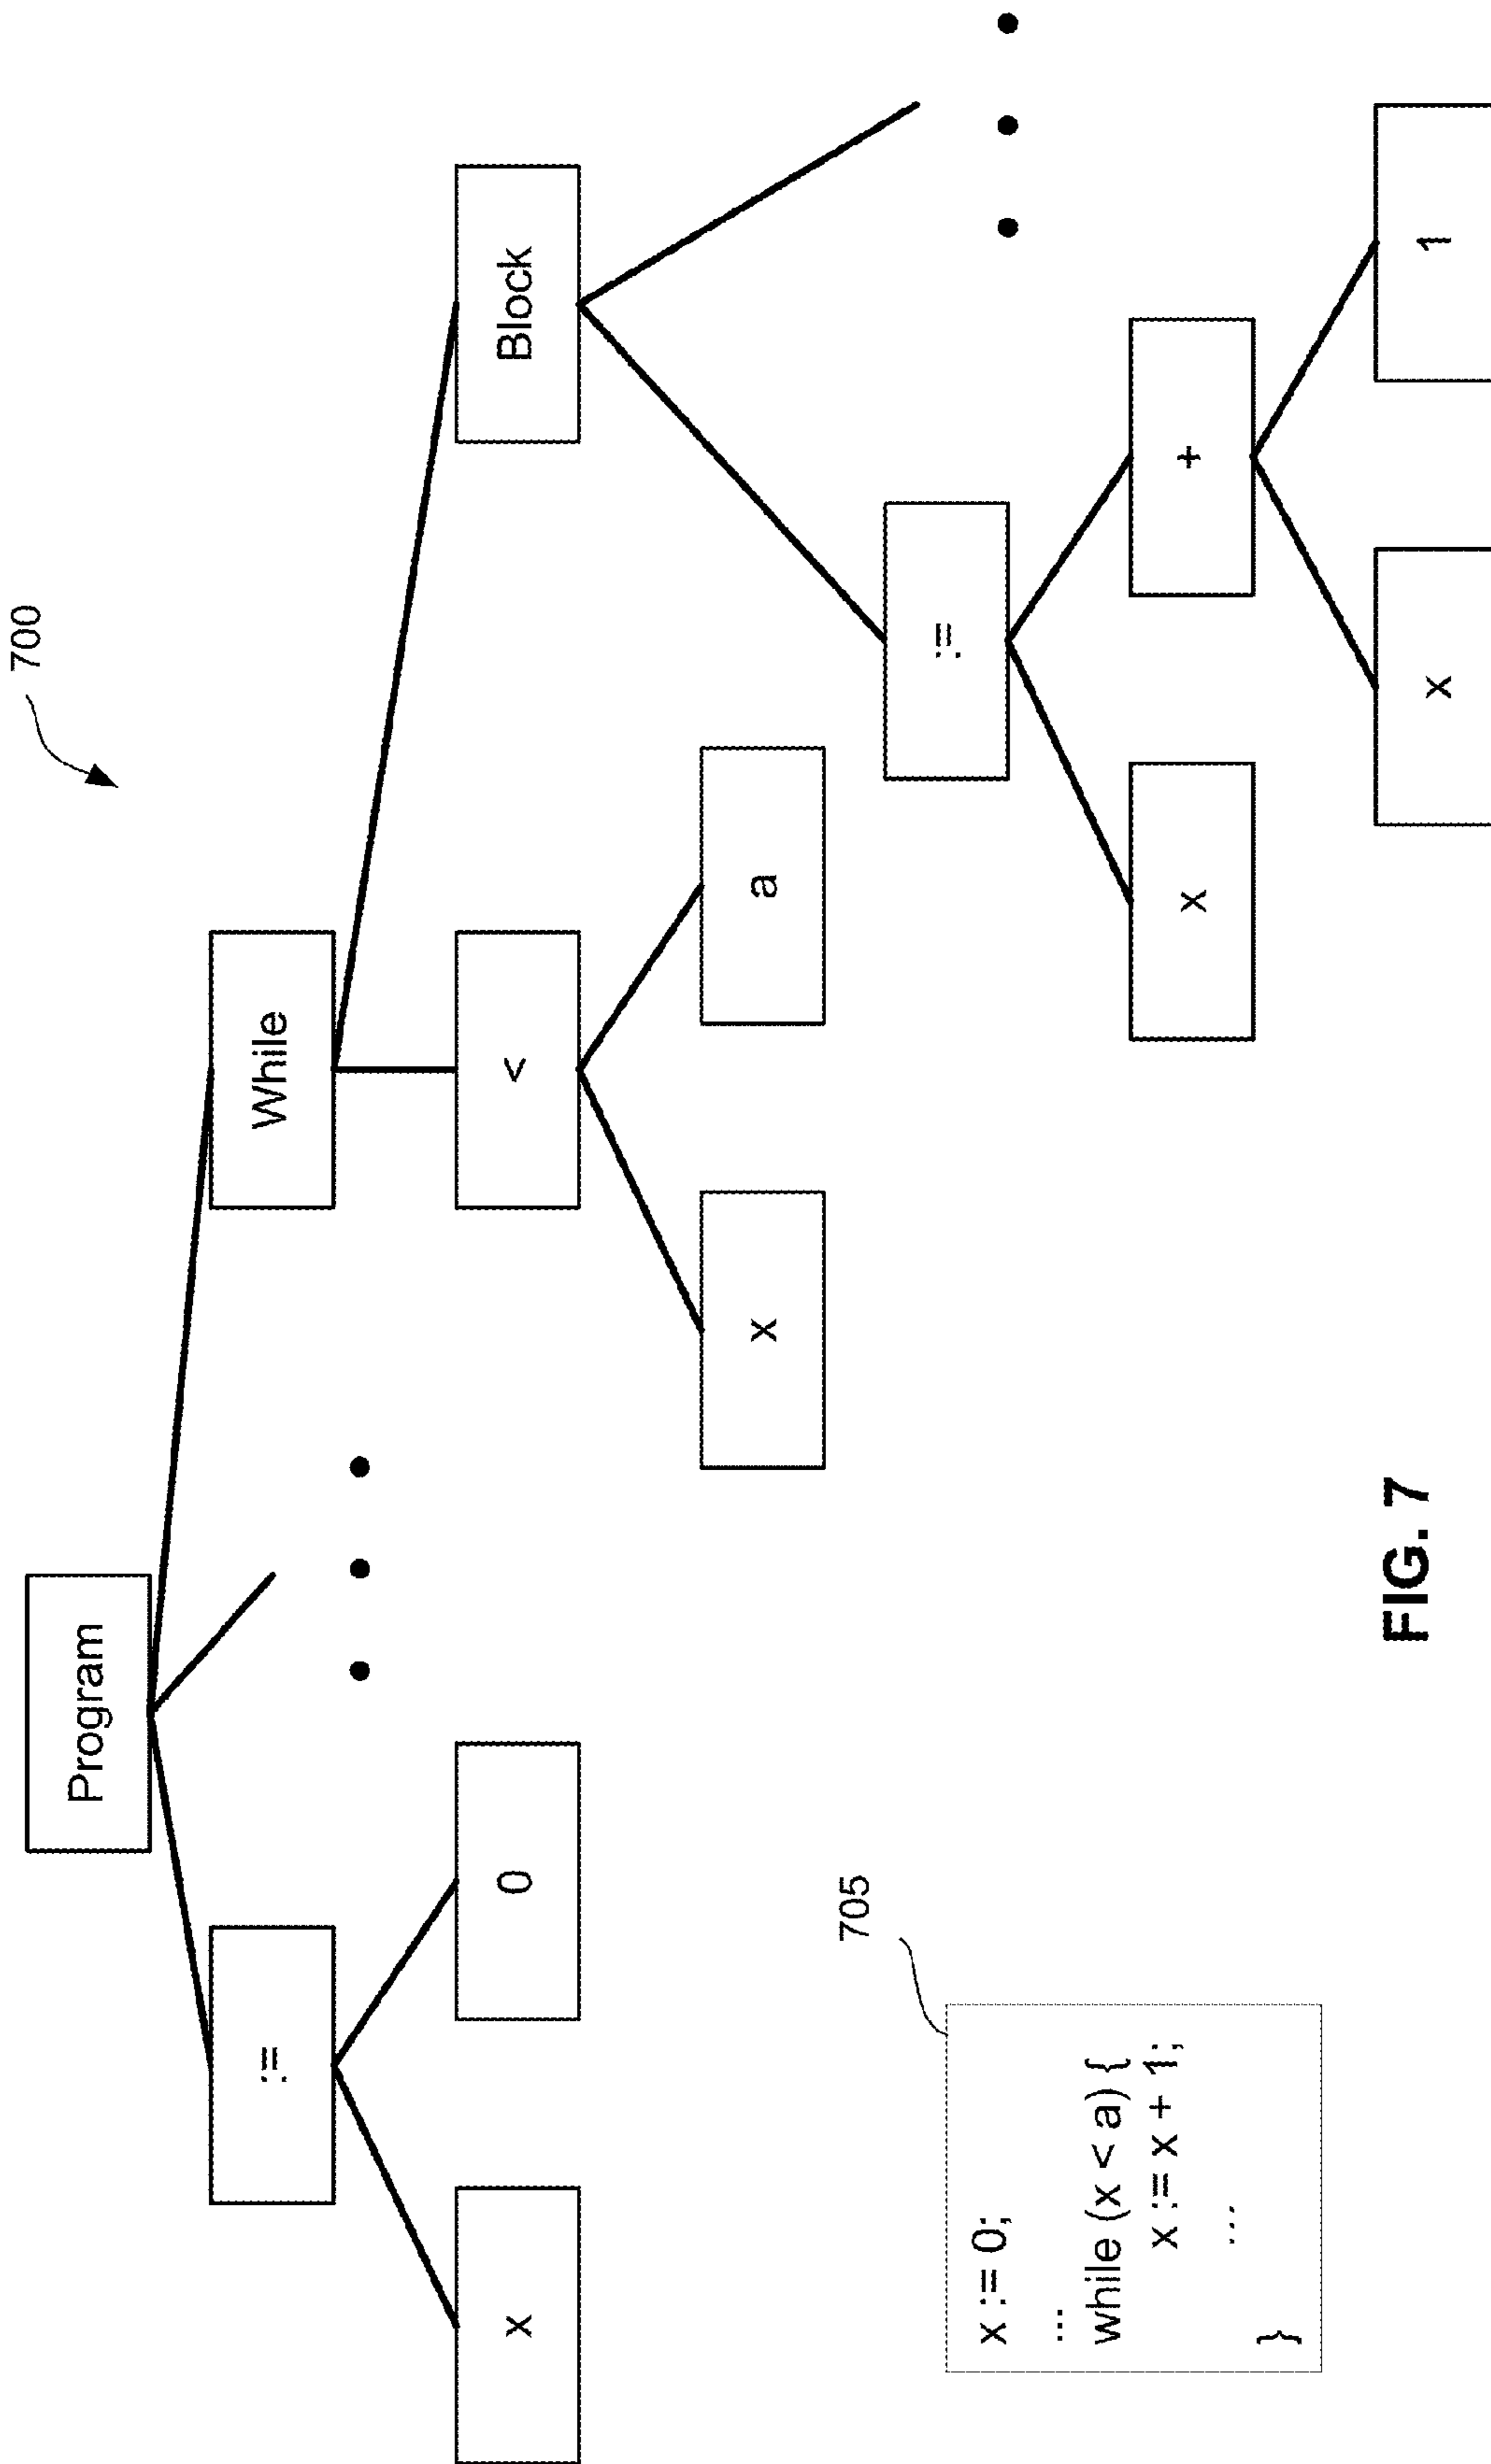 700
Program
:= While
x 0 < Block
x a
:=
x +
x 1
705
x := 0;
...
while (x < a) {
x := x + 1;
...
}
FIG. 7